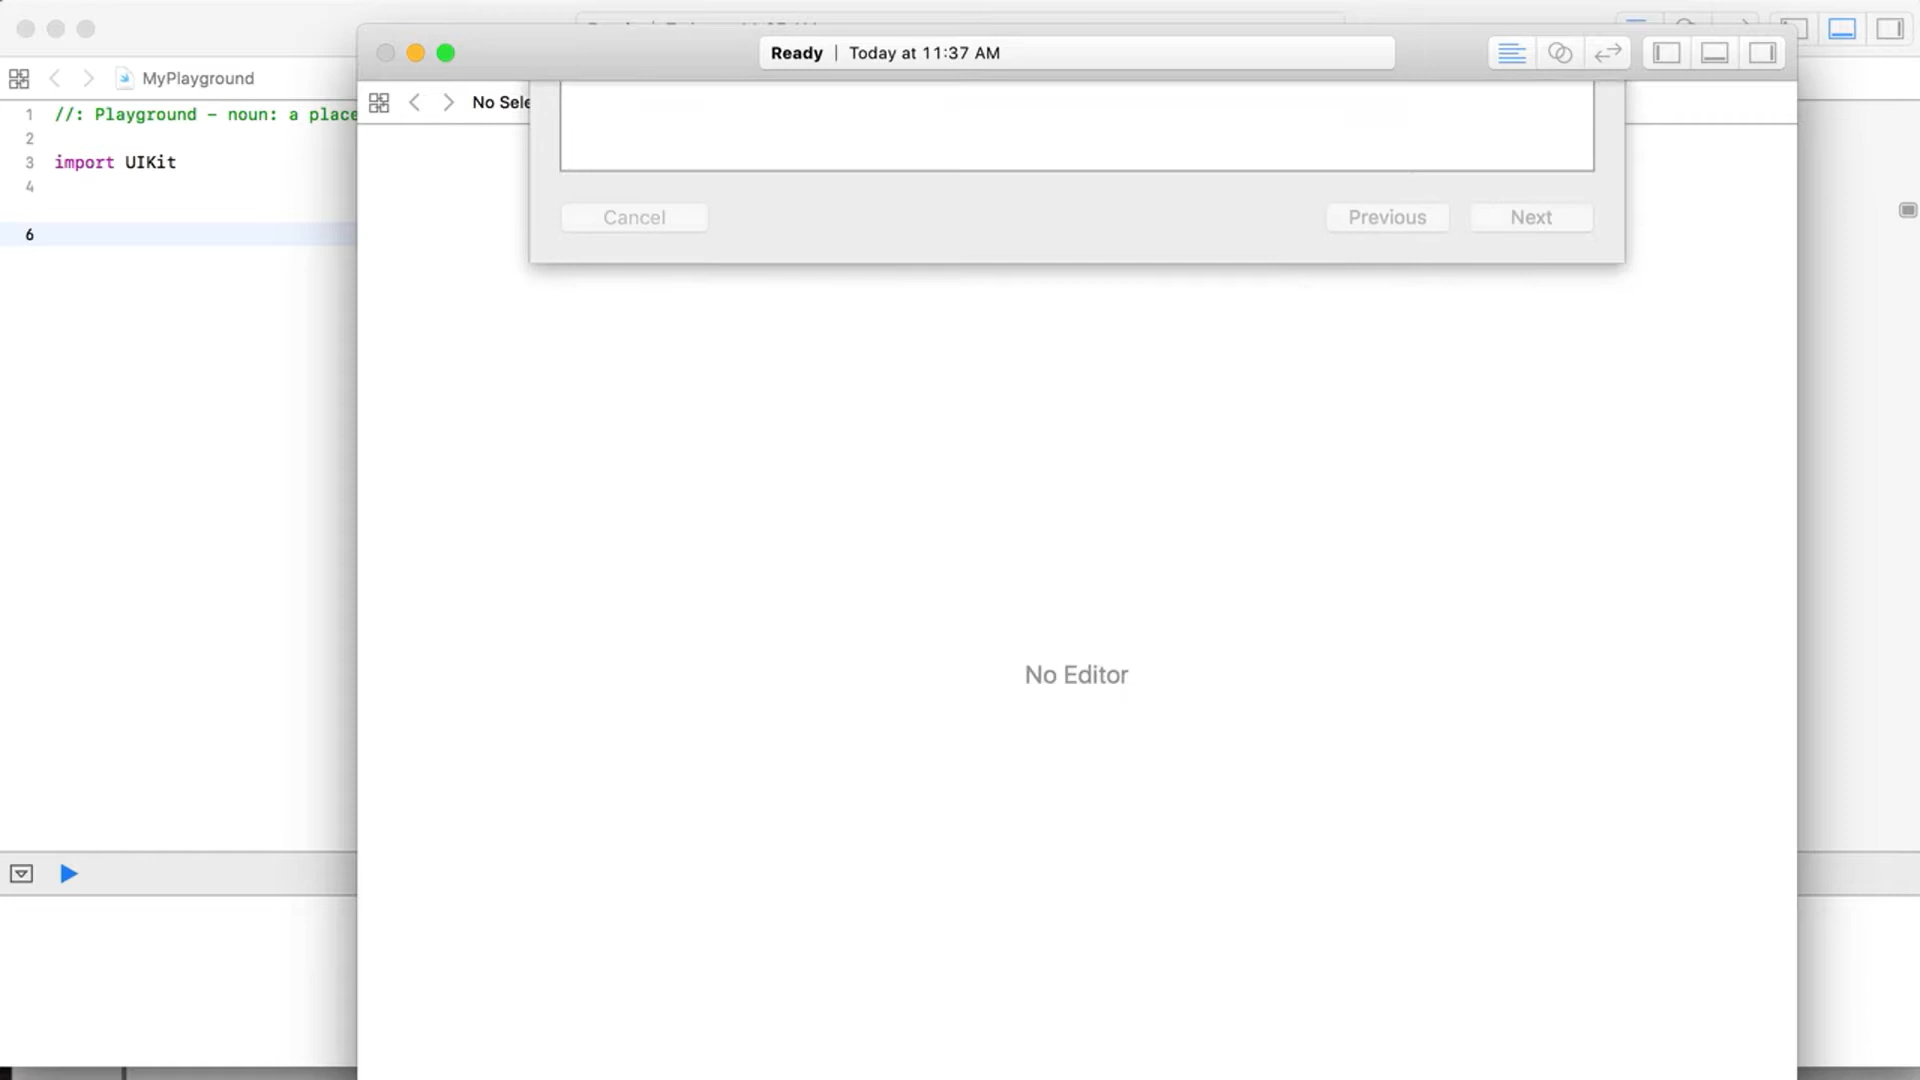 Ready | Today at 11:37 AM
MyPlayground
No Sele
1 //: Playground - noun: a place
2
3 import UIKit
4
6
Cancel Previous Next
No Editor